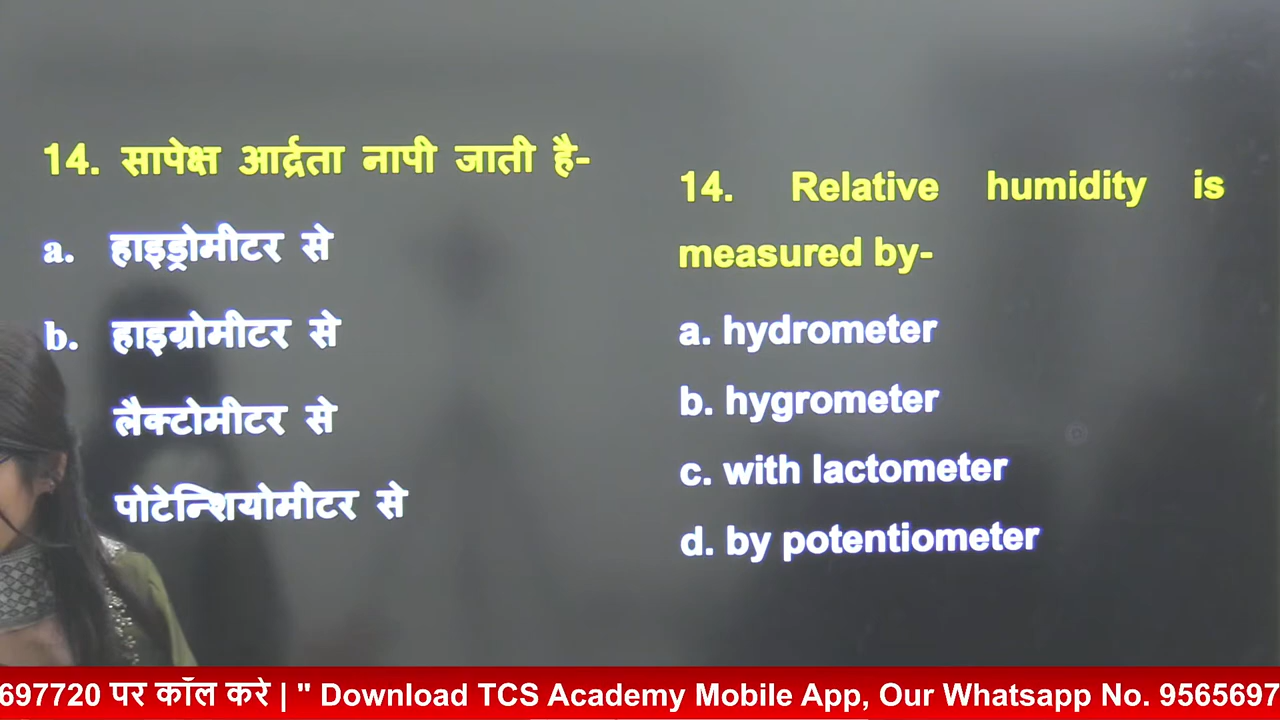 14. सापेक्ष आर्द्रता नापी जाती है-
a. हाइड्रोमीटर से
b. हाइग्रोमीटर से
लैक्टोमीटर से
पोटेन्शियोमीटर से
14. Relative humidity is
measured by-
a. hydrometer
b. hygrometer
c. with lactometer
d. by potentiometer
697720 पर कॉल करे | " Download TCS Academy Mobile App, Our Whatsapp No. 9565697